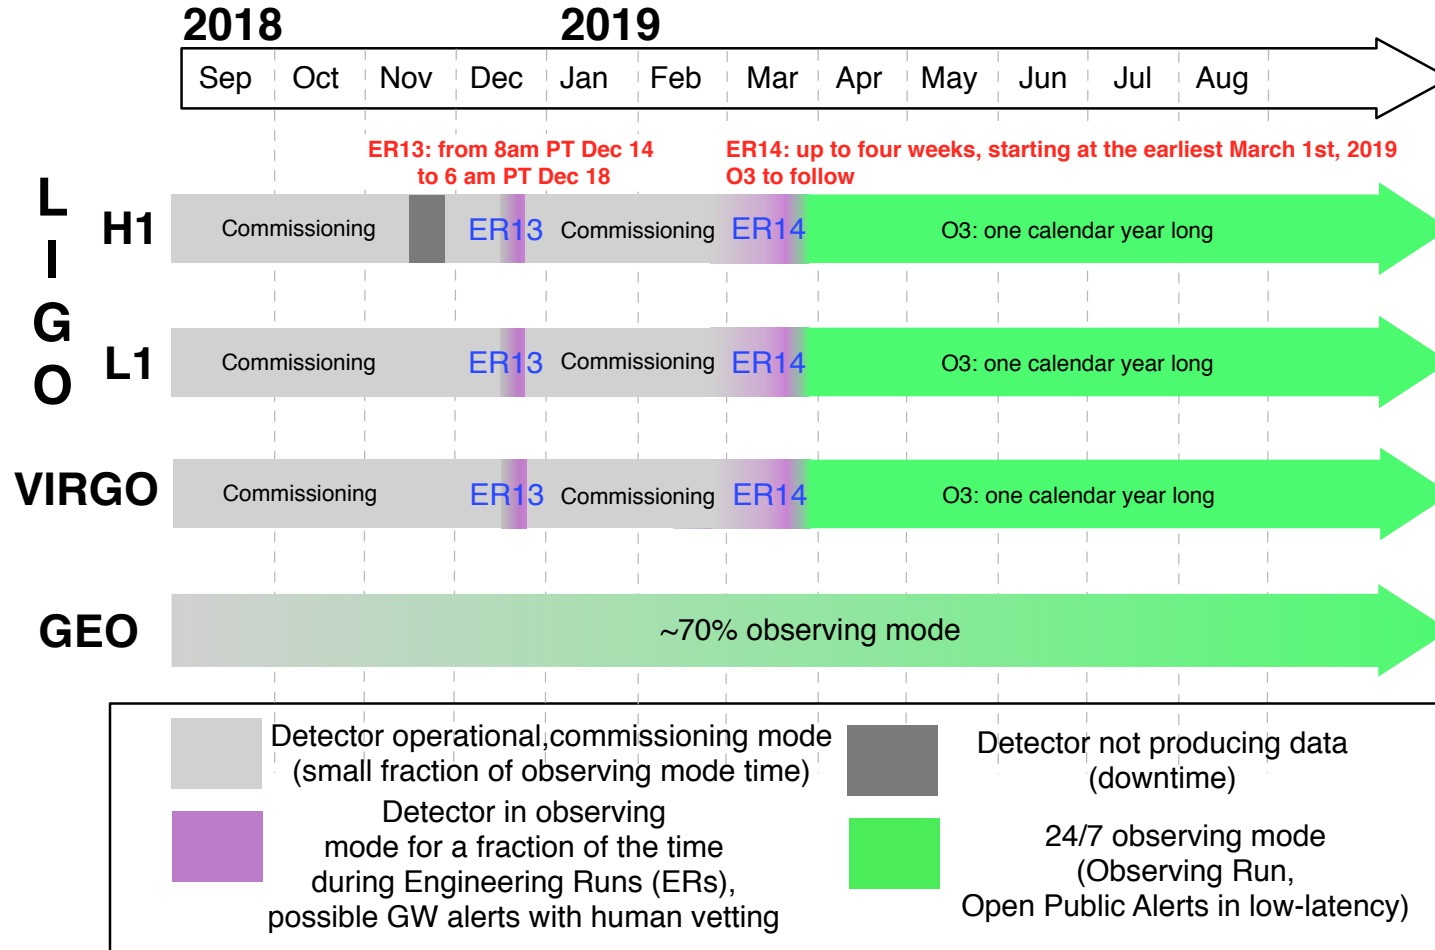 2018 2019
Sep Oct Nov Dec Jan Feb Mar Apr May Jun Jul Aug
ER13: from 8am PT Dec 14
to 6 am PT Dec 18
ER14: up to four weeks, starting at the earliest March 1st, 2019
O3 to follow
LIGO
H1
Commissioning ER13 Commissioning ER14 O3: one calendar year long
L1
Commissioning ER13 Commissioning ER14 O3: one calendar year long
VIRGO
Commissioning ER13 Commissioning ER14 O3: one calendar year long
GEO
~70% observing mode
Detector operational,commissioning mode
(small fraction of observing mode time)
Detector not producing data
(downtime)
Detector in observing
mode for a fraction of the time
during Engineering Runs (ERs),
possible GW alerts with human vetting
24/7 observing mode
(Observing Run,
Open Public Alerts in low-latency)